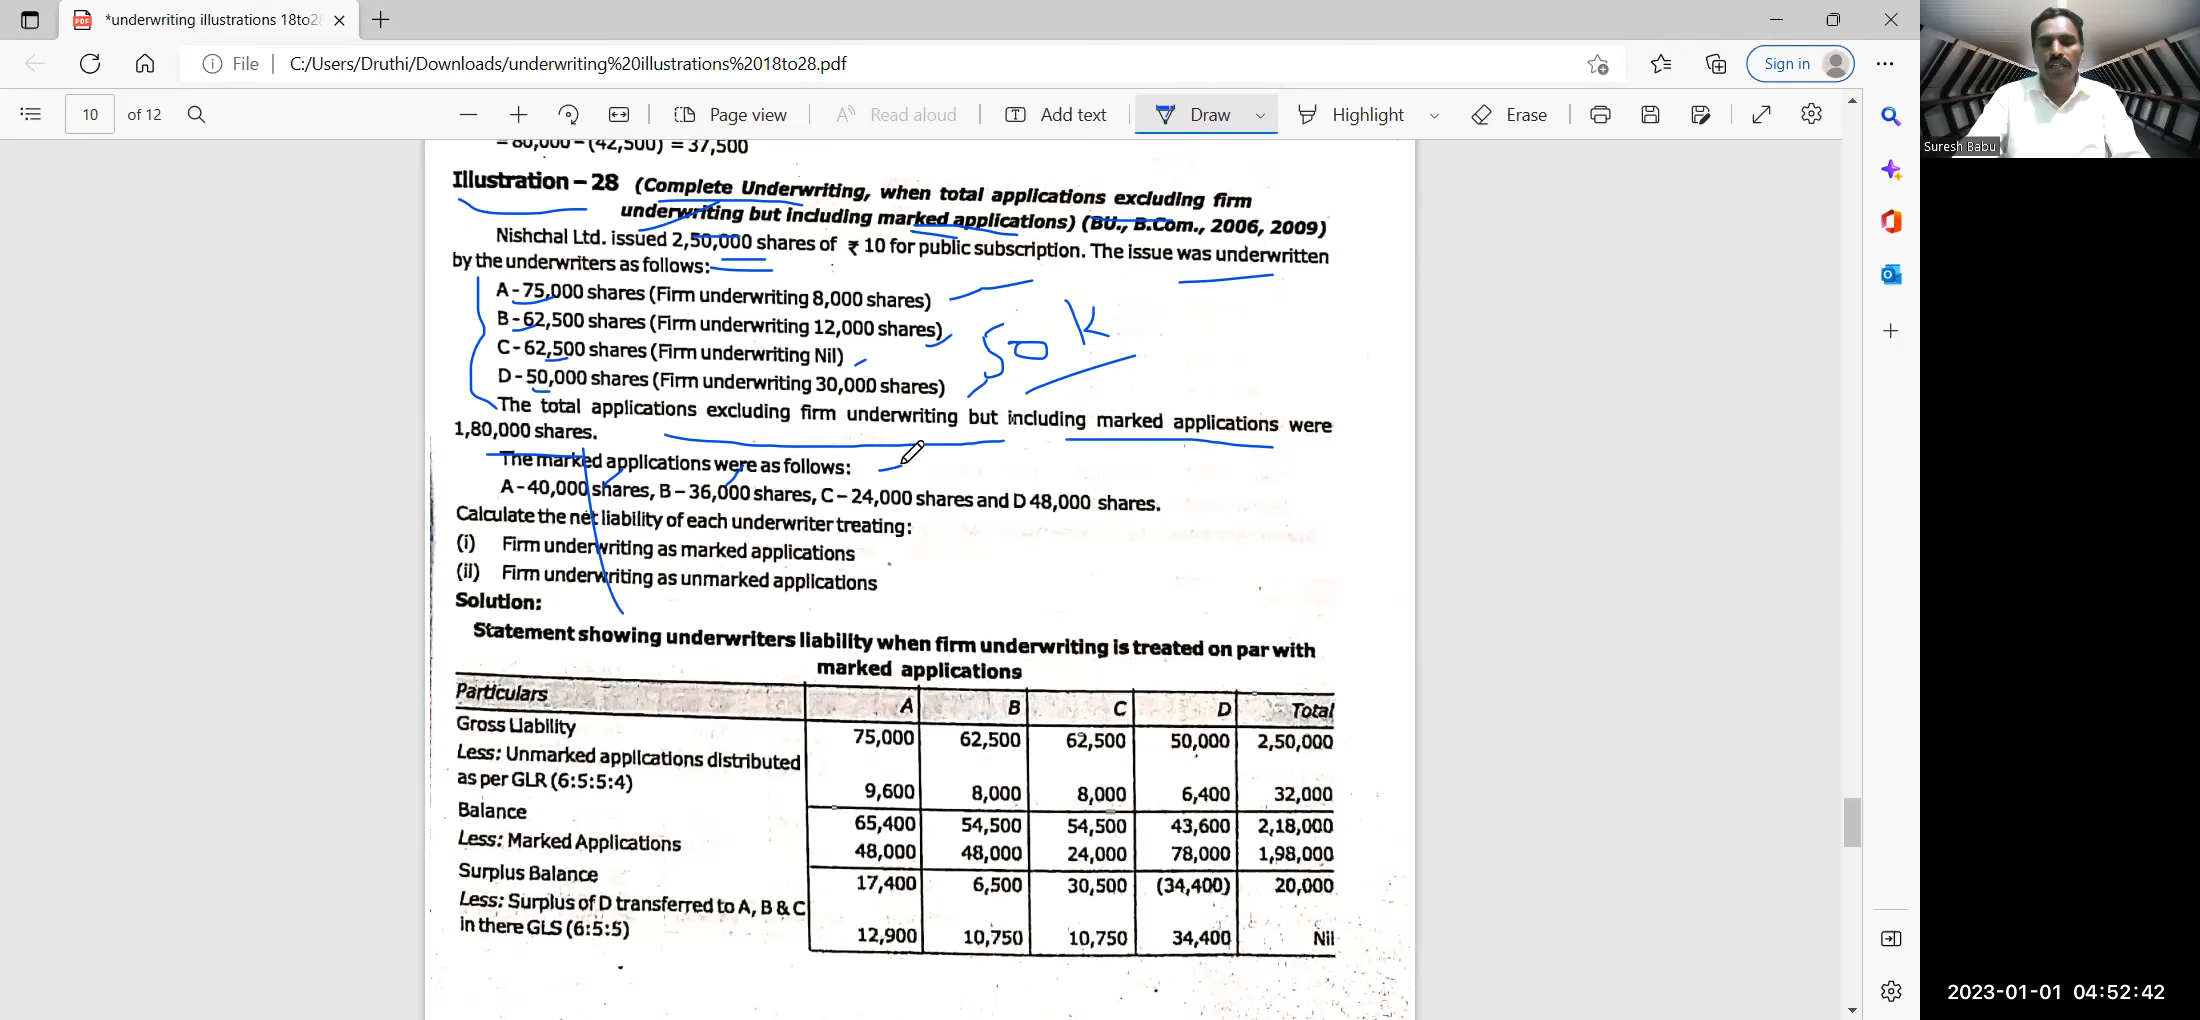 *underwriting illustrations 18to2
File
C:/Users/Druthi/Downloads/underwriting%20illustrations%2018to28.pdf
Sign in
10 of 12
Page view
Read aloud
Add text
Draw
Highlight
Erase
= 80,000 – (42,500) = 37,500
Illustration – 28 (Complete Underwriting, when total applications excluding firm
underwriting but including marked applications) (BU., B.Com., 2006, 2009)
Nishchal Ltd. issued 2,50,000 shares of ₹ 10 for public subscription. The issue was underwritten
by the underwriters as follows:
A - 75,000 shares (Firm underwriting 8,000 shares)
B - 62,500 shares (Firm underwriting 12,000 shares)
C - 62,500 shares (Firm underwriting Nil)
D - 50,000 shares (Firm underwriting 30,000 shares)
50 K
The total applications excluding firm underwriting but including marked applications were
1,80,000 shares.
The marked applications were as follows:
A - 40,000 shares, B – 36,000 shares, C – 24,000 shares and D 48,000 shares.
Calculate the net liability of each underwriter treating:
(i) Firm underwriting as marked applications
(ii) Firm underwriting as unmarked applications
Solution:
Statement showing underwriters liability when firm underwriting is treated on par with
marked applications
Particulars A B C D Total
Gross Liability 75,000 62,500 62,500 50,000 2,50,000
Less: Unmarked applications distributed
as per GLR (6:5:5:4) 9,600 8,000 8,000 6,400 32,000
Balance 65,400 54,500 54,500 43,600 2,18,000
Less: Marked Applications 48,000 48,000 24,000 78,000 1,98,000
Surplus Balance 17,400 6,500 30,500 (34,400) 20,000
Less: Surplus of D transferred to A, B & C
in there GLS (6:5:5) 12,900 10,750 10,750 34,400 Nil
Suresh Babu
2023-01-01 04:52:42